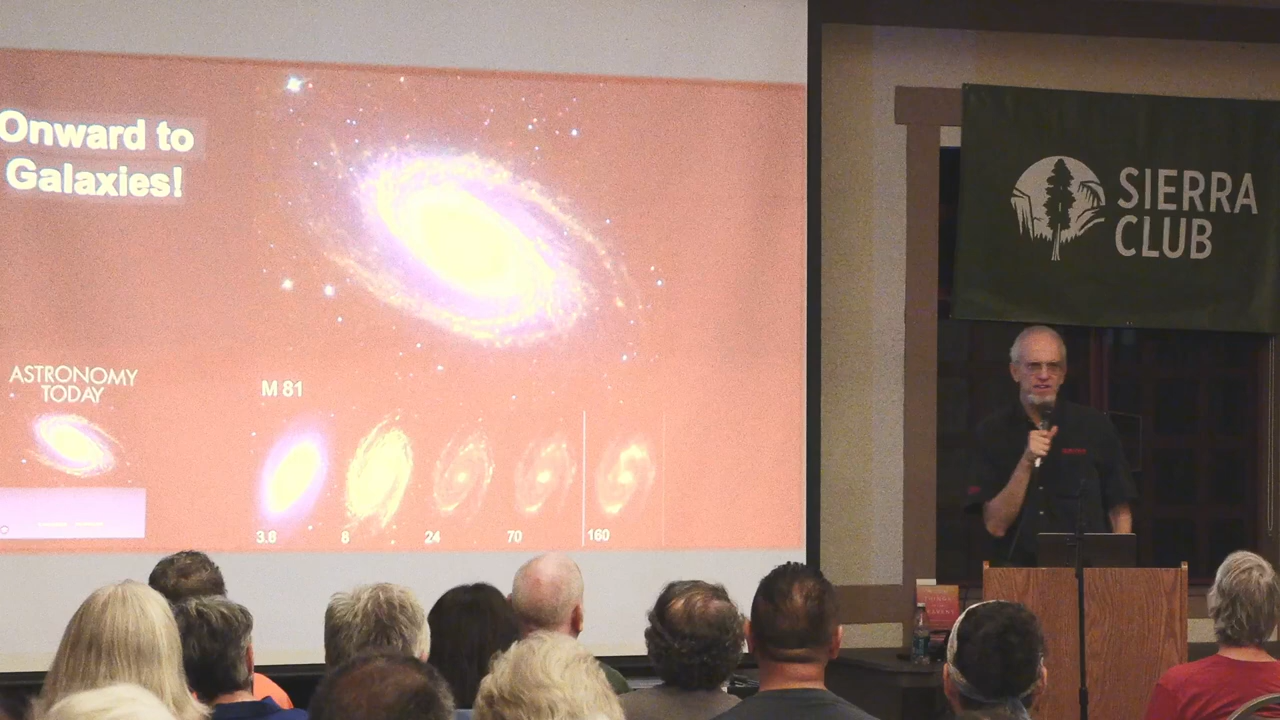 Onward to
Galaxies!
ASTRONOMY
TODAY
M 81
3.6
8
24
70
160
SIERRA
CLUB